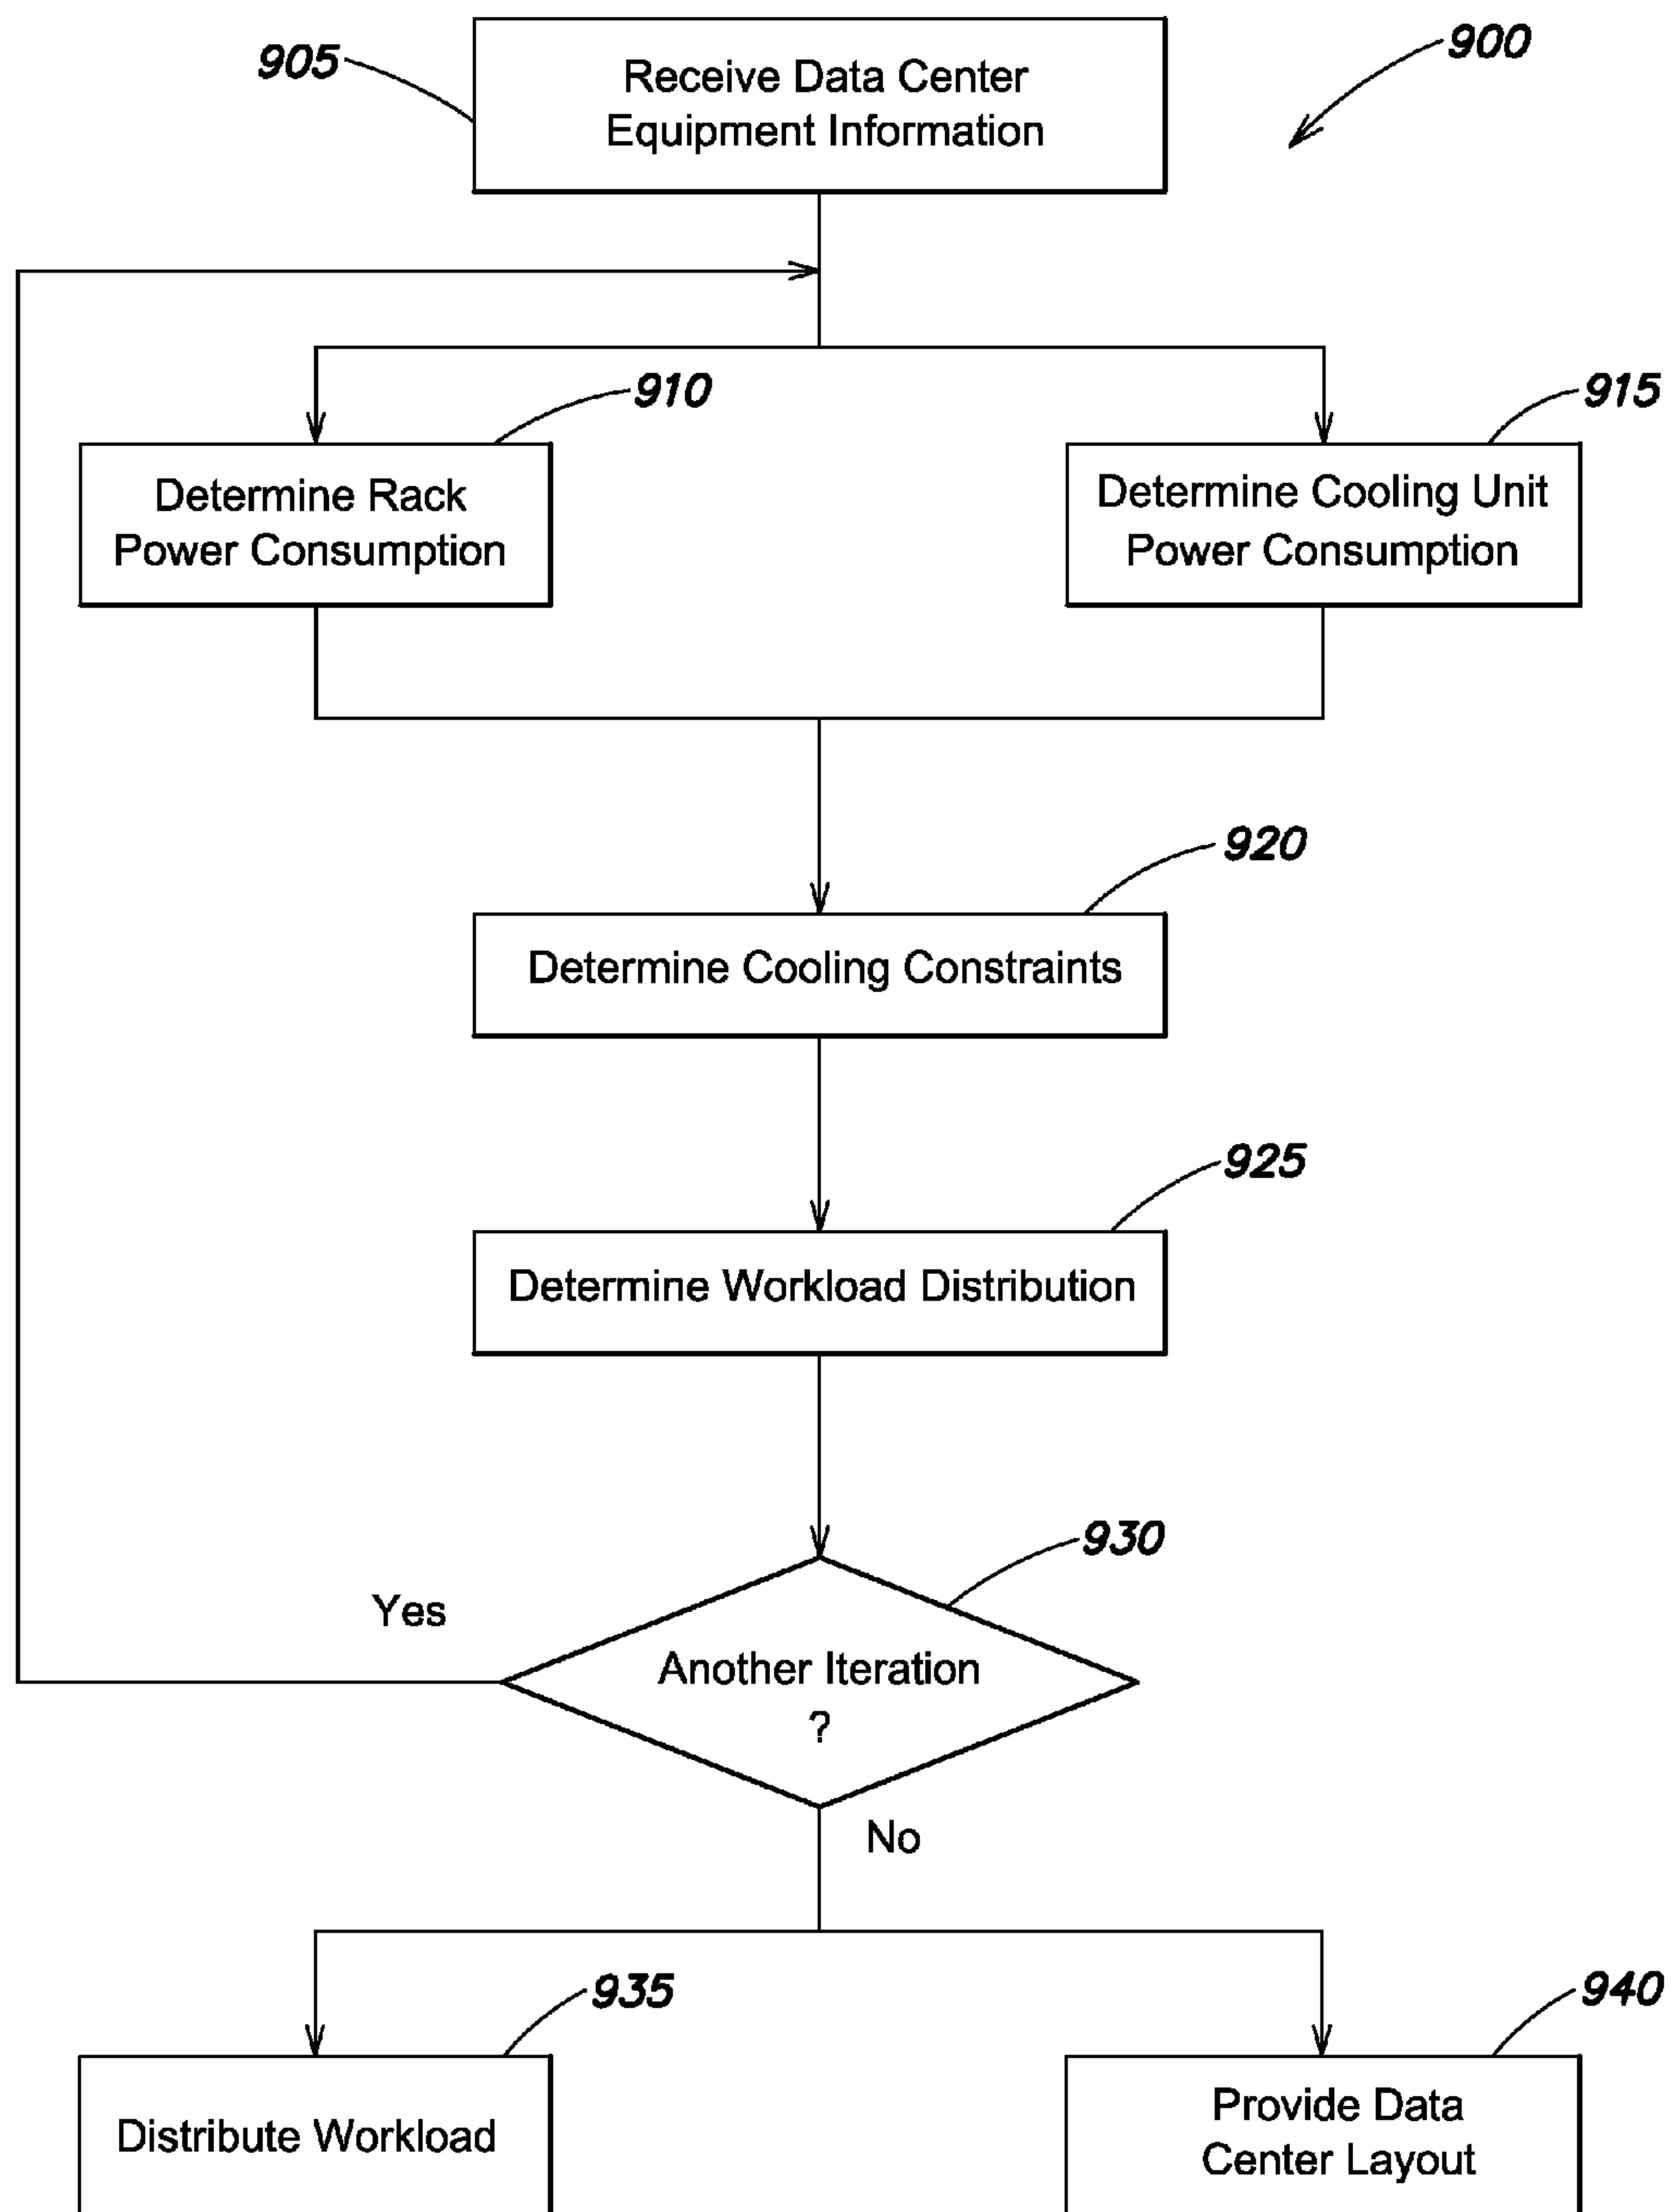 905
Receive Data Center
Equipment Information
900
910
Determine Rack
Power Consumption
915
Determine Cooling Unit
Power Consumption
920
Determine Cooling Constraints
925
Determine Workload Distribution
930
Yes
Another Iteration
?
No
935
Distribute Workload
940
Provide Data
Center Layout